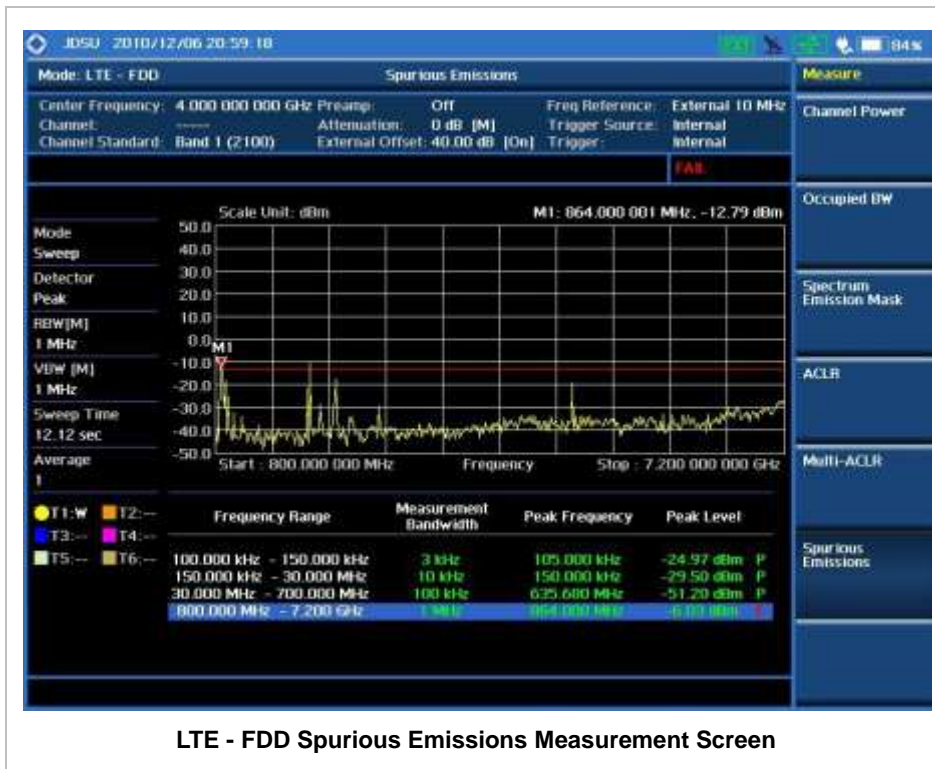 JDSU 2010/12/06 20:59:18 84%
Mode: LTE - FDD Spurious Emissions Measure
Center Frequency: 4.000 000 000 GHz Preamp: Off Freq Reference: External 10 MHz
Channel: ----- Attenuation: 0 dB [M] Trigger Source: Internal
Channel Standard: Band 1 (2100) External Offset: 40.00 dB [On] Trigger: Internal
FAIL
Channel Power
Occupied BW
Spectrum Emission Mask
ACLR
Multi-ACLR
Spurious Emissions
Scale Unit: dBm M1: 864.000 001 MHz, -12.79 dBm
Mode
Sweep
Detector
Peak
RBW[M]
1 MHz
VBW [M]
1 MHz
Sweep Time
12.12 sec
Average
1
T1:W T2:--
T3:-- T4:--
T5:-- T6:--
50.0
40.0
30.0
20.0
10.0
0.0
M1
-10.0
-20.0
-30.0
-40.0
-50.0
Start : 800.000 000 MHz Frequency Stop : 7.200 000 000 GHz
Frequency Range Measurement Bandwidth Peak Frequency Peak Level
100.000 kHz - 150.000 kHz 3 kHz 105.000 kHz -24.97 dBm P
150.000 kHz - 30.000 MHz 10 kHz 150.000 kHz -29.50 dBm P
30.000 MHz - 700.000 MHz 100 kHz 635.600 MHz -51.20 dBm P
800.000 MHz - 7.200 GHz 1 MHz 864.000 MHz
LTE - FDD Spurious Emissions Measurement Screen